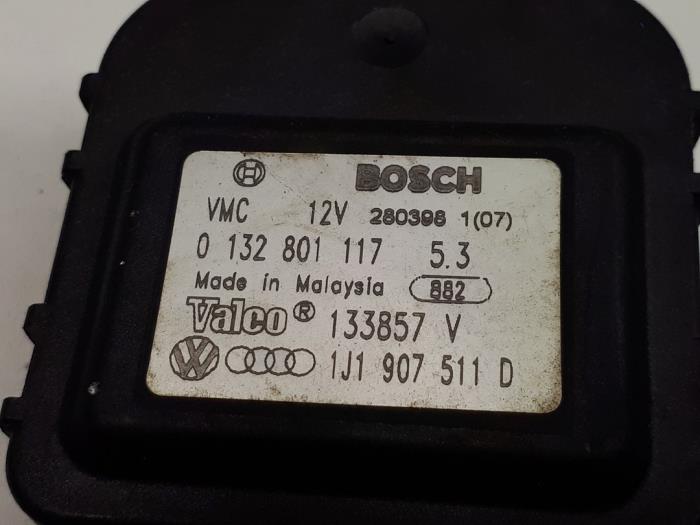 BOSCH
VMC 12V 280398 1(07)
0 132 801 117 5.3
Made in Malaysia 882
Valeo® 133857 V
1J1 907 511 D